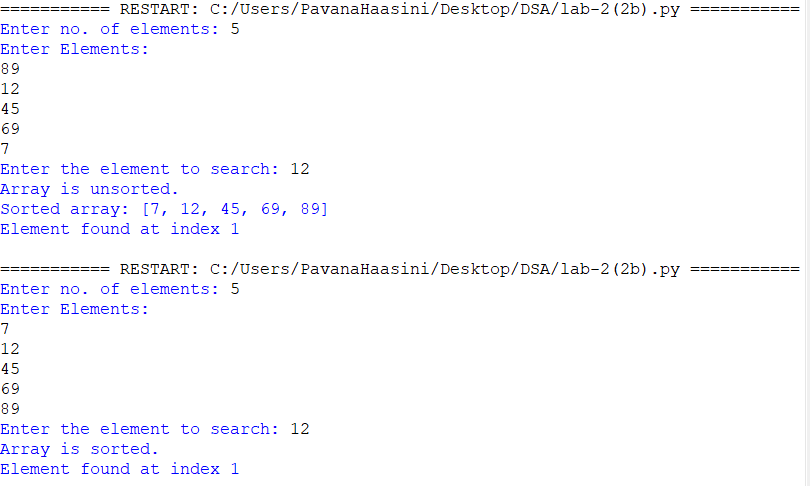 =========== RESTART: C:/Users/PavanaHaasini/Desktop/DSA/lab-2(2b).py ===========
Enter no. of elements: 5
Enter Elements:
89
12
45
69
7
Enter the element to search: 12
Array is unsorted.
Sorted array: [7, 12, 45, 69, 89]
Element found at index 1
=========== RESTART: C:/Users/PavanaHaasini/Desktop/DSA/lab-2(2b).py ===========
Enter no. of elements: 5
Enter Elements:
7
12
45
69
89
Enter the element to search: 12
Array is sorted.
Element found at index 1